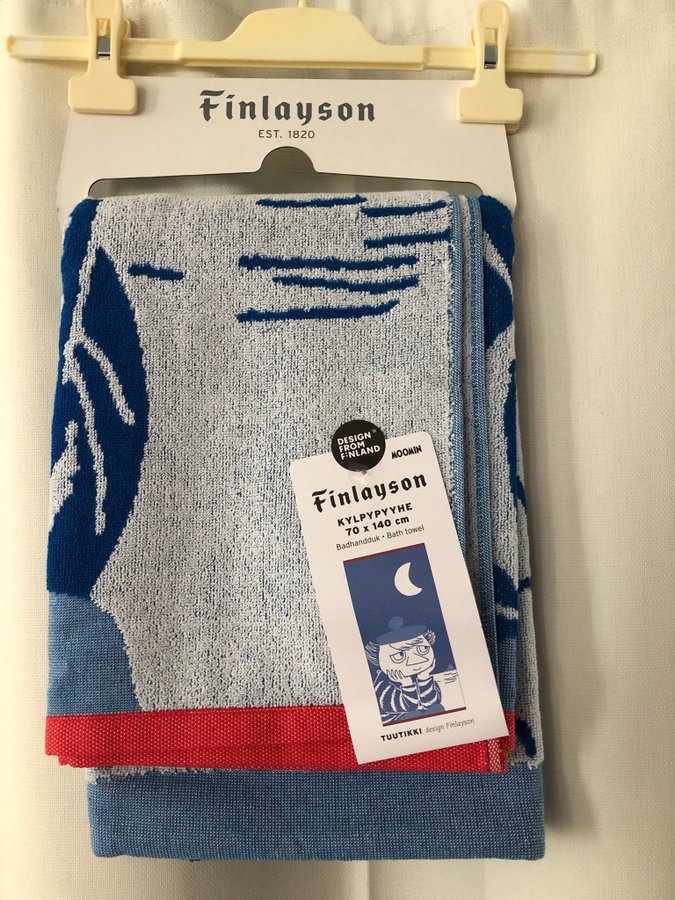 Finlayson
EST. 1820
DESIGN
FROM
FINLAND
MOOMIN
Finlayson
KYLPYPYYHE
70 x 140 cm
Badhandduk • Bath towel
TUUTIKKI design Finlayson